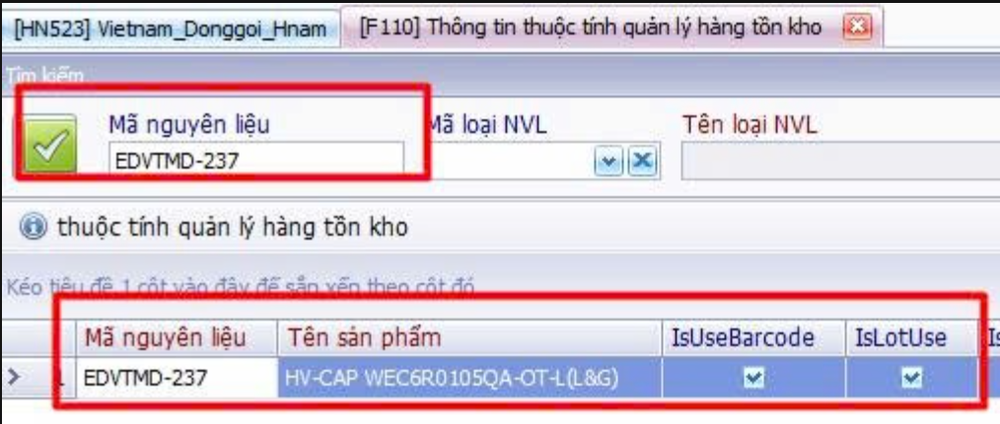 [HN523] Vietnam_Donggoi_Hnam [F110] Thông tin thuộc tính quản lý hàng tồn kho
Tìm kiếm
Mã nguyên liệu Mã loại NVL Tên loại NVL
EDVTMD-237
thuộc tính quản lý hàng tồn kho
Kéo tiêu đề 1 cột vào đây để sắp xếp theo cột đó
Mã nguyên liệu Tên sản phẩm IsUseBarcode IsLotUse
1 EDVTMD-237 HV-CAP WEC6R0105QA-OT-L(L&G)